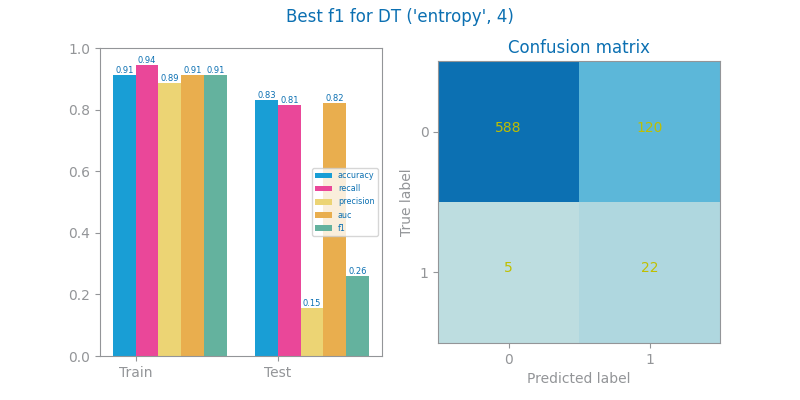 Best f1 for DT ('entropy', 4)
1.0
0.8
0.6
0.4
0.2
0.0
0.91
0.94
0.89
0.91
0.91
0.83
0.81
0.15
0.82
0.26
accuracy
recall
precision
auc
f1
Train
Test
Confusion matrix
True label
0
1
588
120
5
22
0
1
Predicted label